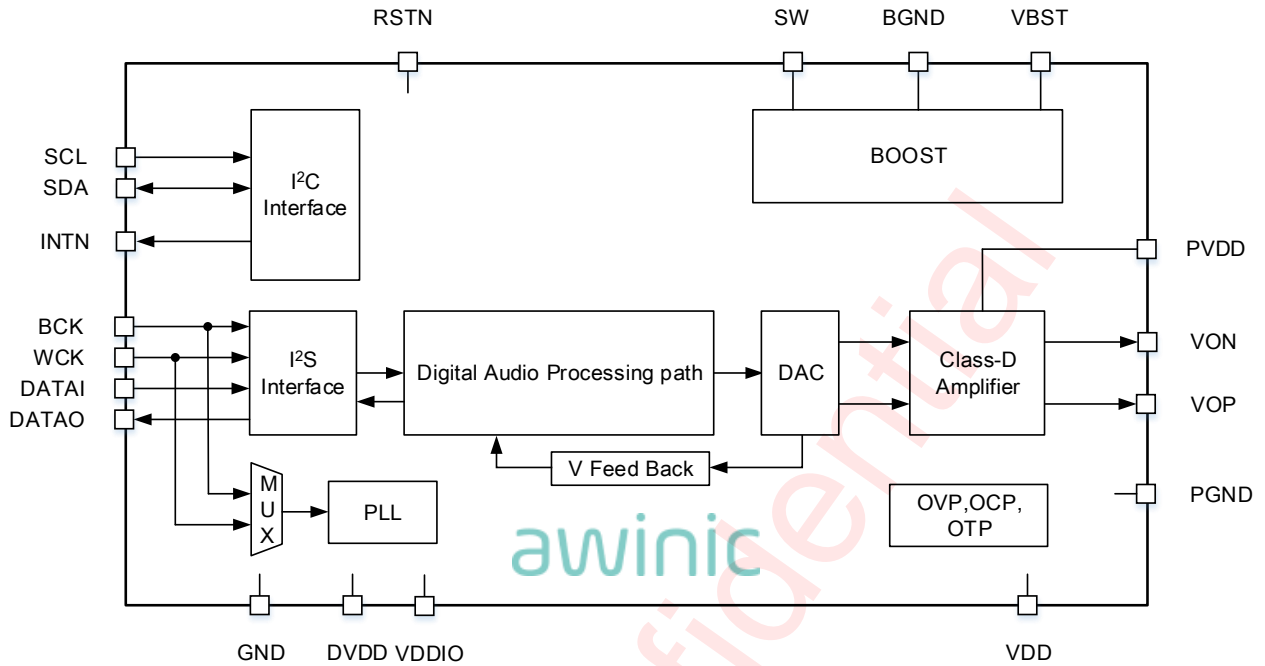 RSTN
SW
BGND
VBST
SCL
SDA
INTN
I²C
Interface
BOOST
PVDD
BCK
WCK
DATAI
DATAO
I²S
Interface
Digital Audio Processing path
DAC
Class-D
Amplifier
VON
VOP
V Feed Back
M
U
X
PLL
OVP,OCP,
OTP
PGND
awinic
fidential
GND
DVDD
VDDIO
VDD